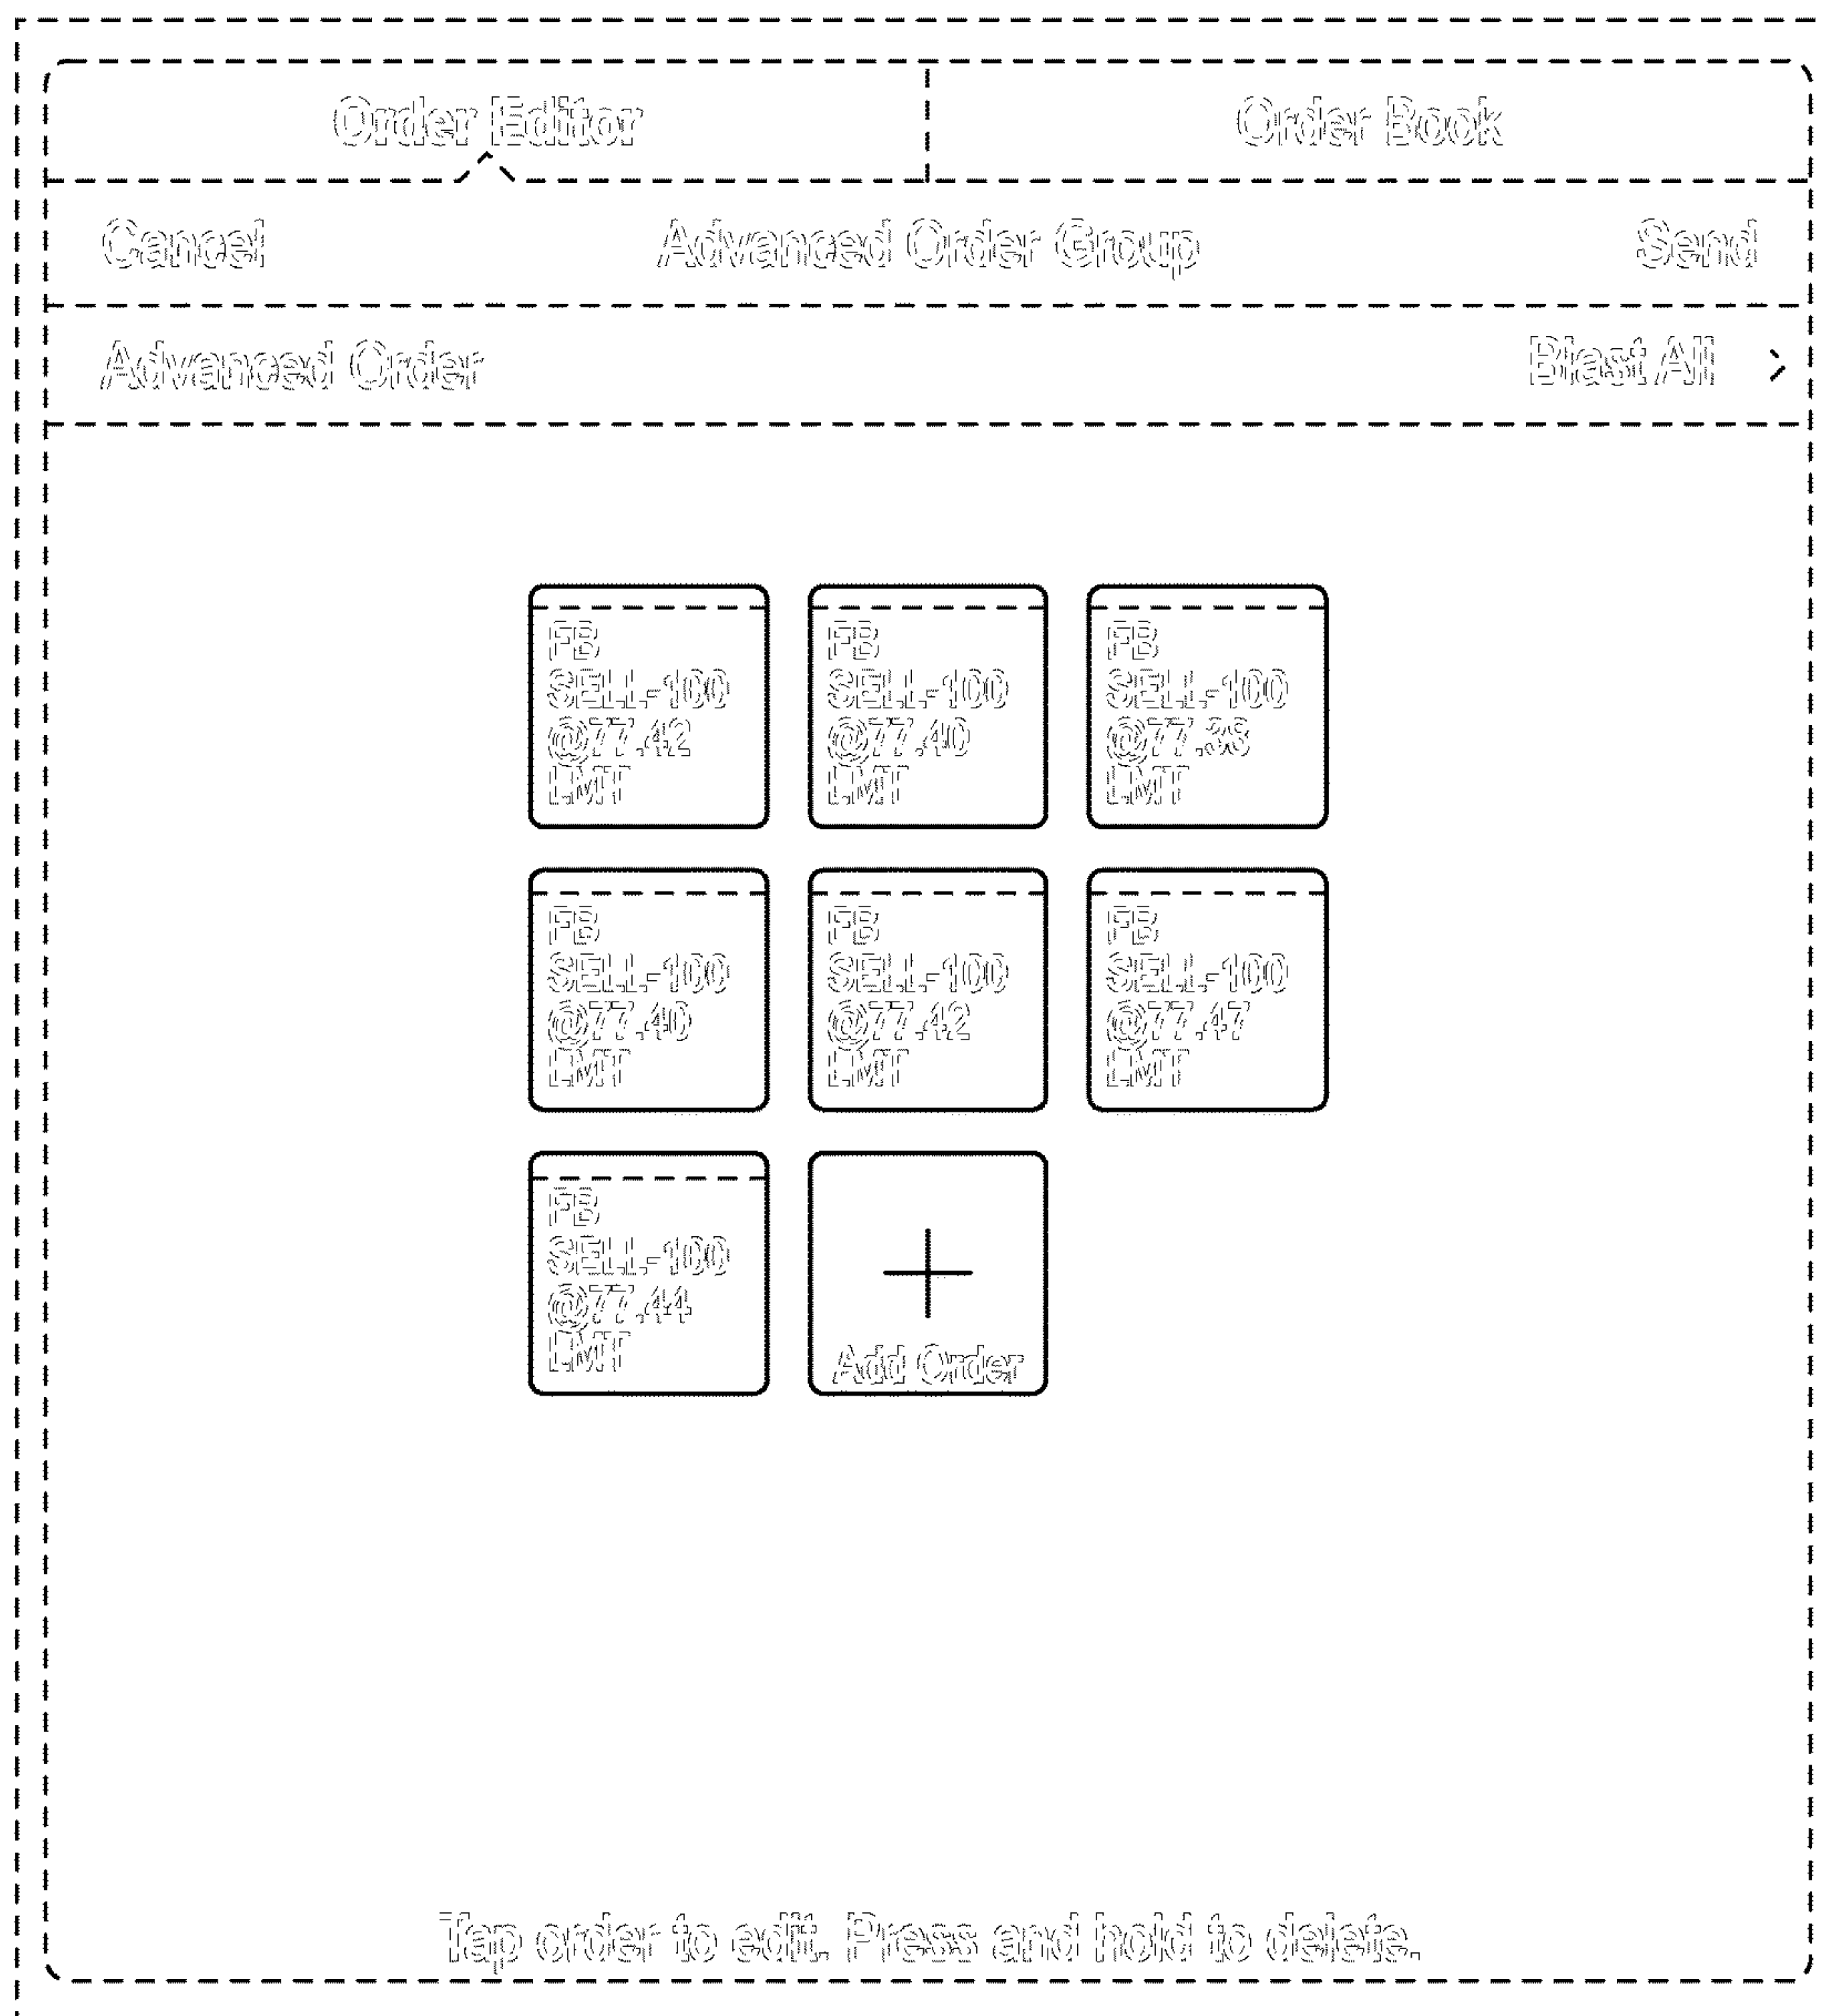 Order Editor Order Book
Cancel Advanced Order Group Send
Advanced Order Blast All >
FB
SELL-100
@77.42
LMT
FB
SELL-100
@77.40
LMT
FB
SELL-100
@77.38
LMT
FB
SELL-100
@77.40
LMT
FB
SELL-100
@77.42
LMT
FB
SELL-100
@77.47
LMT
FB
SELL-100
@77.44
LMT
Add Order
Tap order to edit. Press and hold to delete.